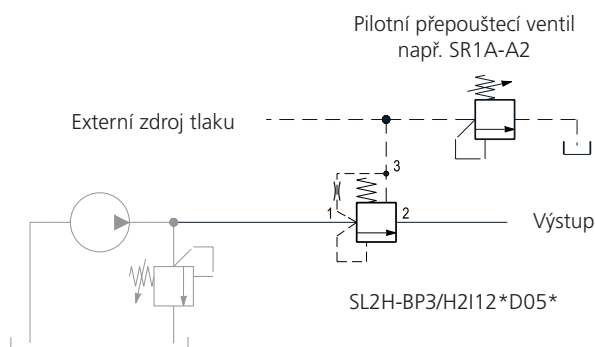 Pilotní přepouštecí ventil
např. SR1A-A2
Externí zdroj tlaku
3
1
2
Výstup
SL2H-BP3/H2I12*D05*